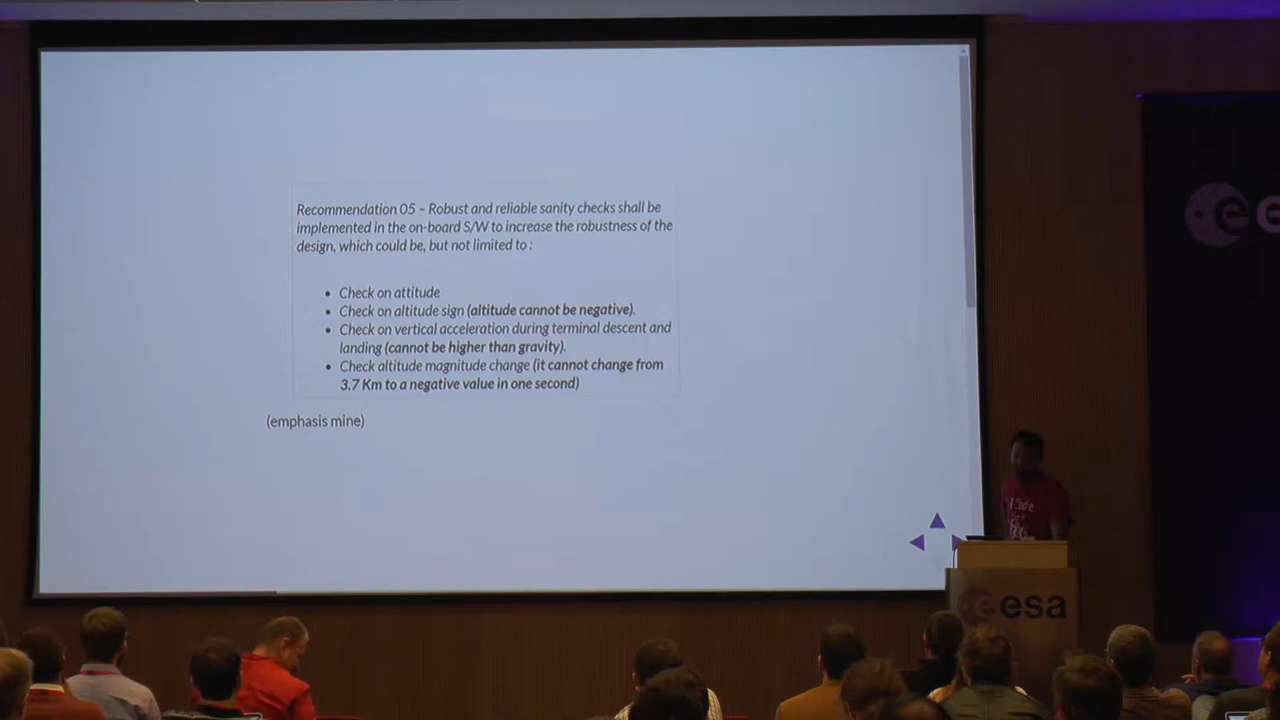 Recommendation 05 – Robust and reliable sanity checks shall be
implemented in the on-board S/W to increase the robustness of the
design, which could be, but not limited to :
• Check on attitude
• Check on altitude sign (altitude cannot be negative).
• Check on vertical acceleration during terminal descent and
landing (cannot be higher than gravity).
• Check altitude magnitude change (it cannot change from
3.7 Km to a negative value in one second)
(emphasis mine)
esa